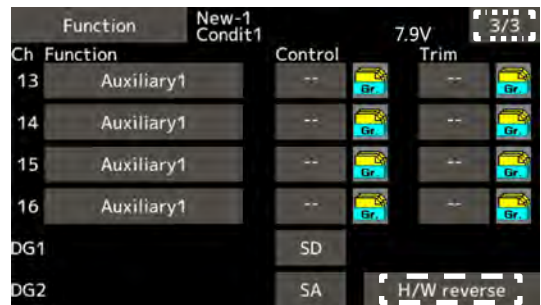 Function New-1 3/3
Condit1 7.9V
Ch Function Control Trim
13 Auxiliary1 -- Gr. -- Gr.
14 Auxiliary1 -- Gr. -- Gr.
15 Auxiliary1 -- Gr. -- Gr.
16 Auxiliary1 -- Gr. -- Gr.
DG1 SD
DG2 SA H/W reverse